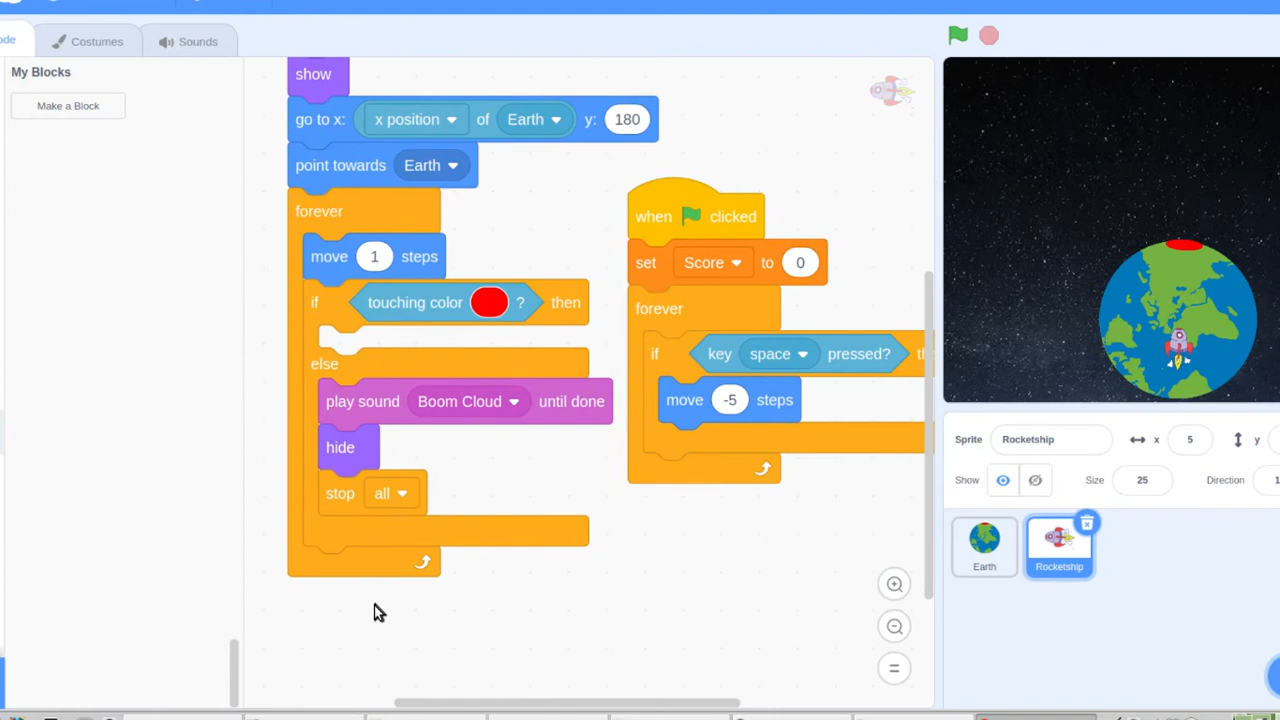 ode
Costumes
Sounds
My Blocks
Make a Block
show
go to x: x position of Earth y: 180
point towards Earth
forever
move 1 steps
if touching color ? then
else
play sound Boom Cloud until done
hide
stop all
when clicked
set Score to 0
forever
if key space pressed? th
move -5 steps
Sprite Rocketship x 5 y
Show Size 25 Direction 1
Earth
Rocketship